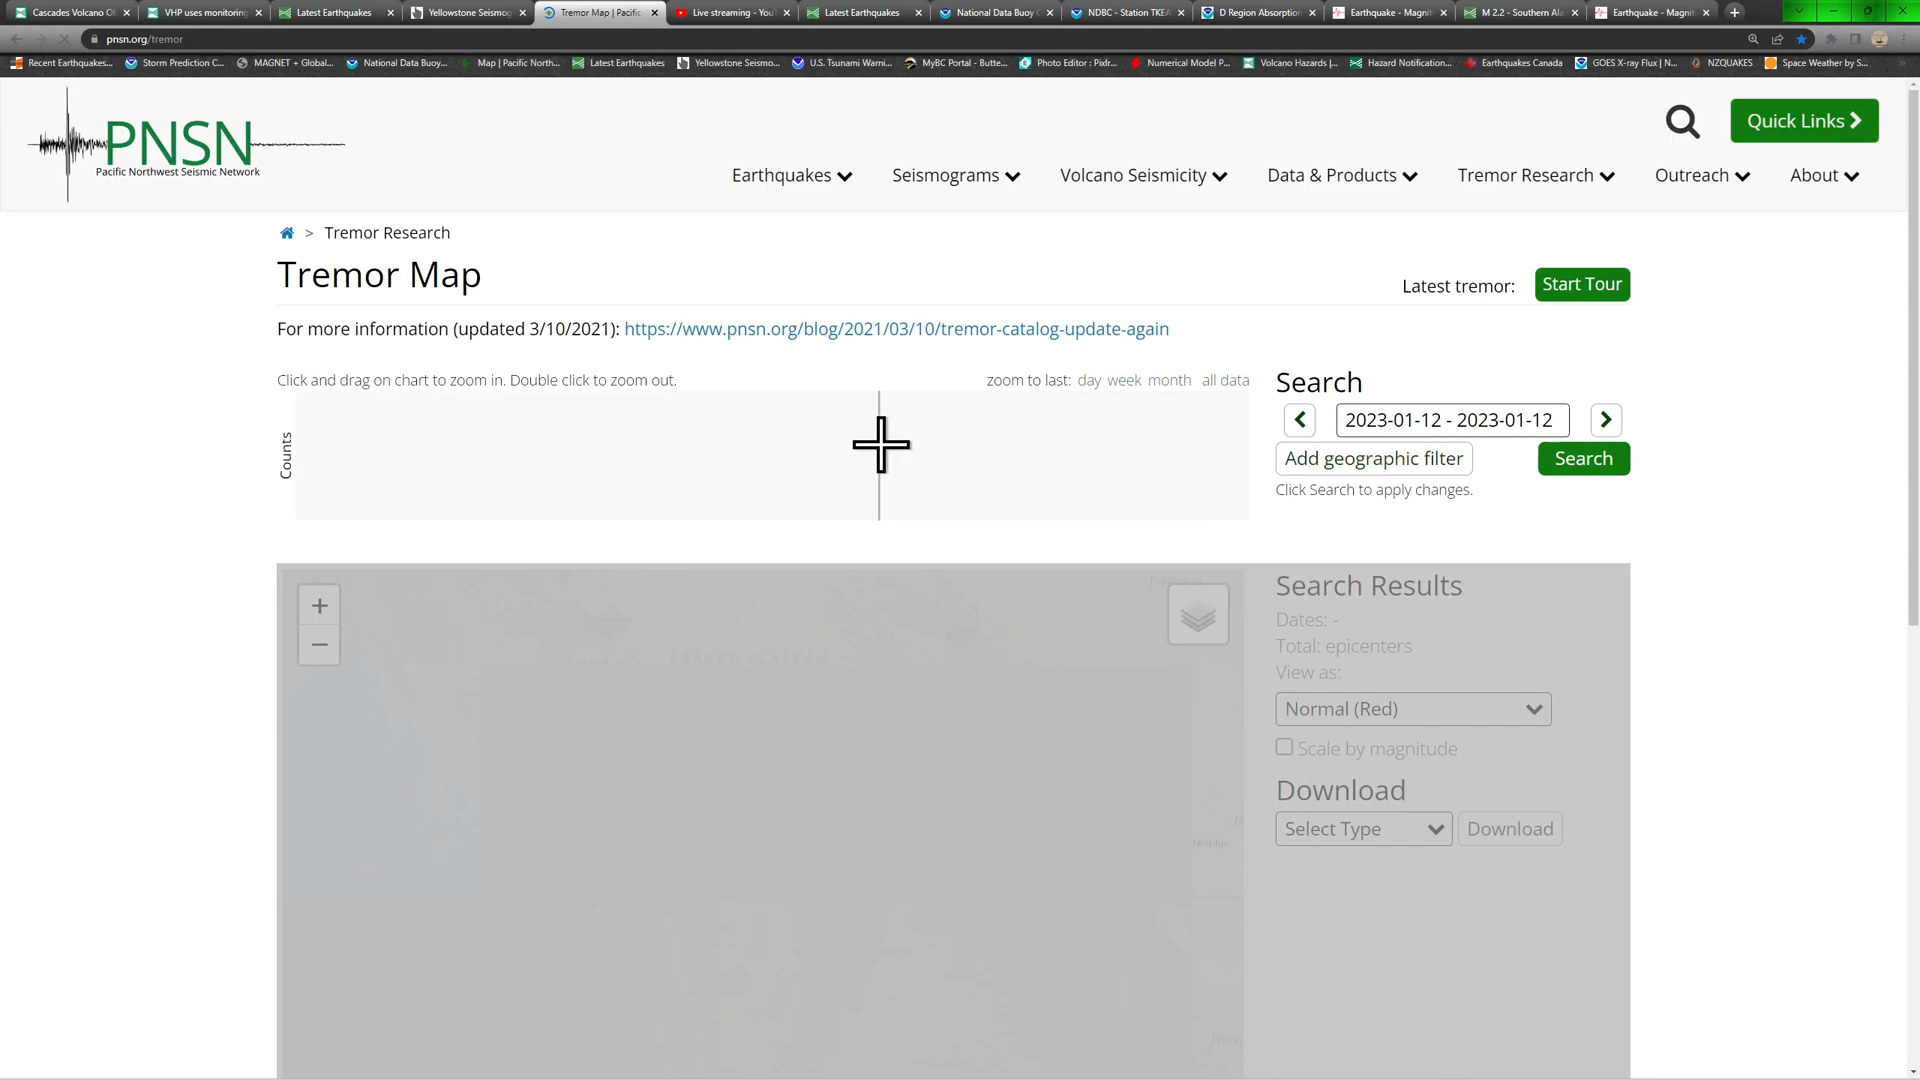 Cascades Volcano O
VHP uses monitoring
Latest Earthquakes
Yellowstone Seismog
Tremor Map | Pacific
Live streaming - You
Latest Earthquakes
National Data Buoy C
NDBC - Station TKEA
D Region Absorption
Earthquake - Magnit
M 2.2 - Southern Ala
Earthquake - Magnit
pnsn.org/tremor
Recent Earthquakes...
Storm Prediction C...
MAGNET + Global...
National Data Buoy...
Map | Pacific North...
Latest Earthquakes
Yellowstone Seismo...
U.S. Tsunami Warni...
MyBC Portal - Butte...
Photo Editor : Pixlr...
Numerical Model P...
Volcano Hazards |...
Hazard Notification...
Earthquakes Canada
GOES X-ray Flux | N...
NZQUAKES
Space Weather by S...
PNSN
Pacific Northwest Seismic Network
Quick Links
Earthquakes Seismograms Volcano Seismicity Data & Products Tremor Research Outreach About
> Tremor Research
Tremor Map
Latest tremor: Start Tour
For more information (updated 3/10/2021): https://www.pnsn.org/blog/2021/03/10/tremor-catalog-update-again
Click and drag on chart to zoom in. Double click to zoom out.
zoom to last: day week month all data
Counts
Search
2023-01-12 - 2023-01-12
Add geographic filter
Search
Click Search to apply changes.
+
−
Search Results
Dates: -
Total: epicenters
View as:
Normal (Red)
Scale by magnitude
Download
Select Type
Download